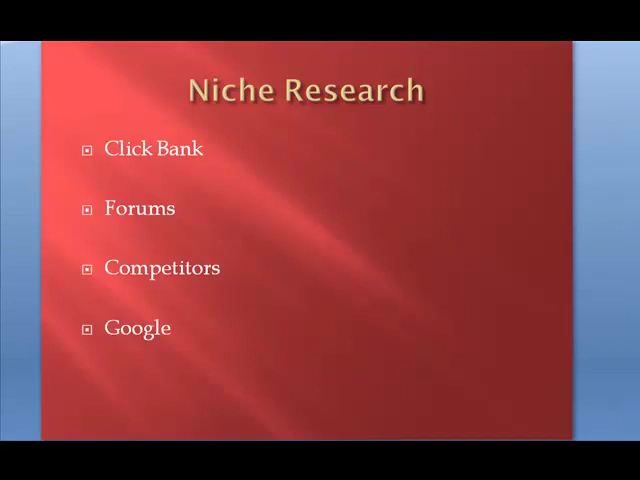 Niche Research
Click Bank
Forums
Competitors
Google